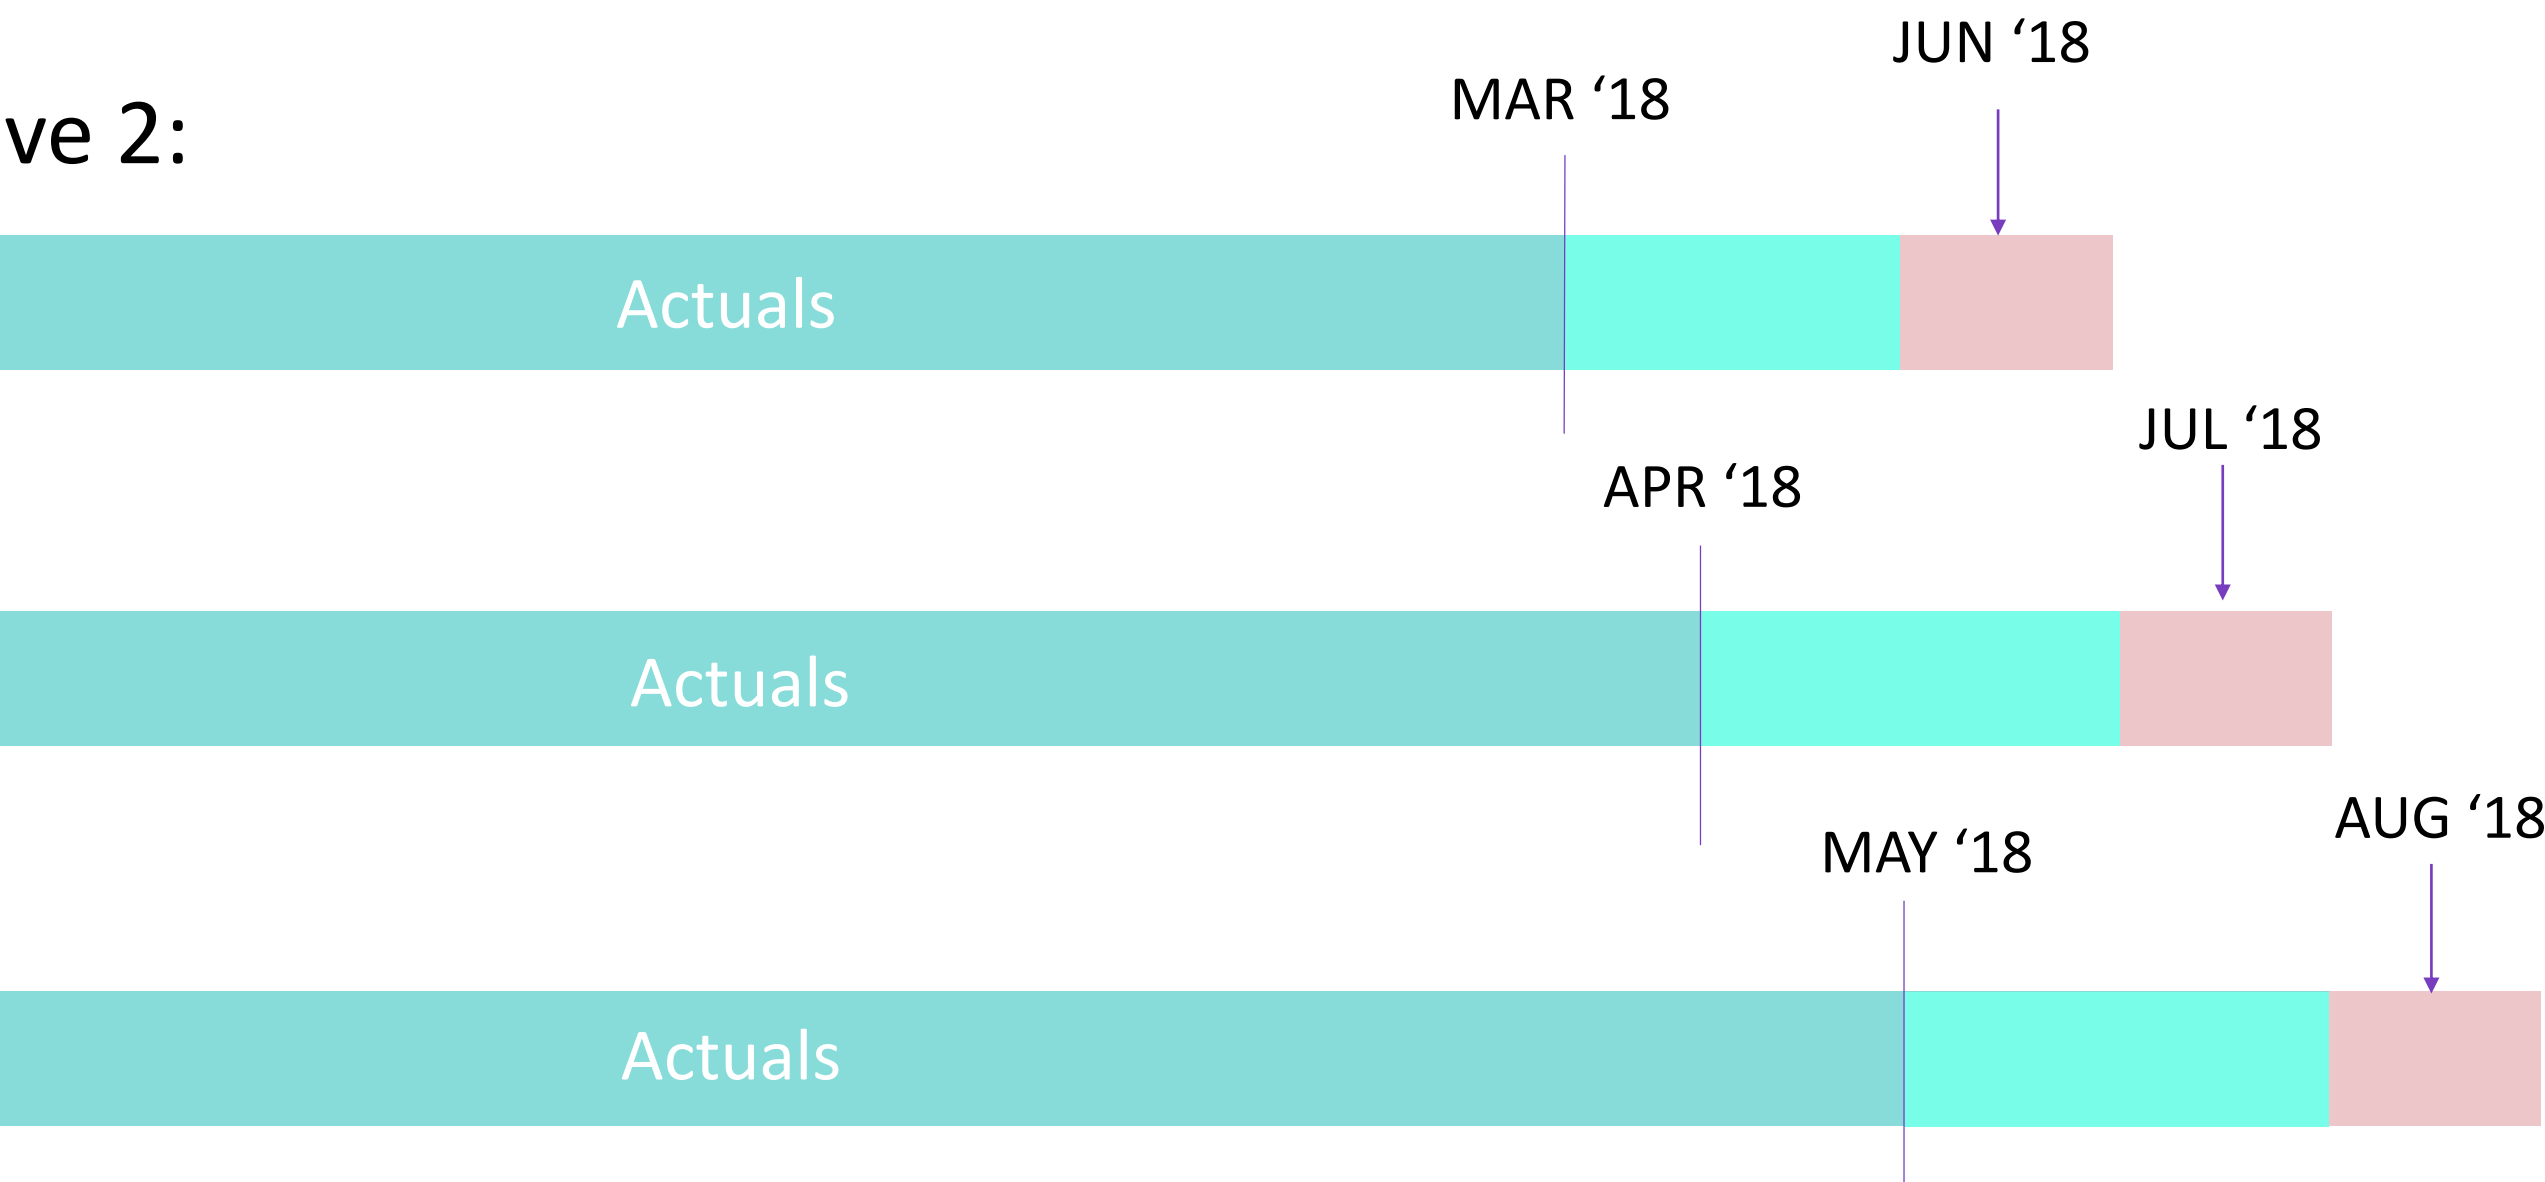 JUN ‘18
MAR ‘18
ve 2:
Actuals
JUL ‘18
APR ‘18
Actuals
AUG ‘18
MAY ‘18
Actuals